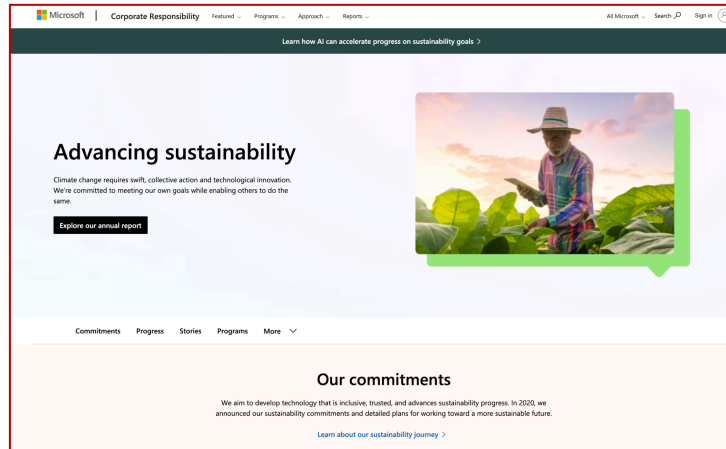 Microsoft Corporate Responsibility Featured Programs Approach Reports All Microsoft Search Sign in
Learn how AI can accelerate progress on sustainability goals
Advancing sustainability
Climate change requires swift, collective action and technological innovation.
We're committed to meeting our own goals while enabling others to do the
same.
Explore our annual report
Commitments Progress Stories Programs More
Our commitments
We aim to develop technology that is inclusive, trusted, and advances sustainability progress. In 2020, we
announced our sustainability commitments and detailed plans for working toward a more sustainable future.
Learn about our sustainability journey